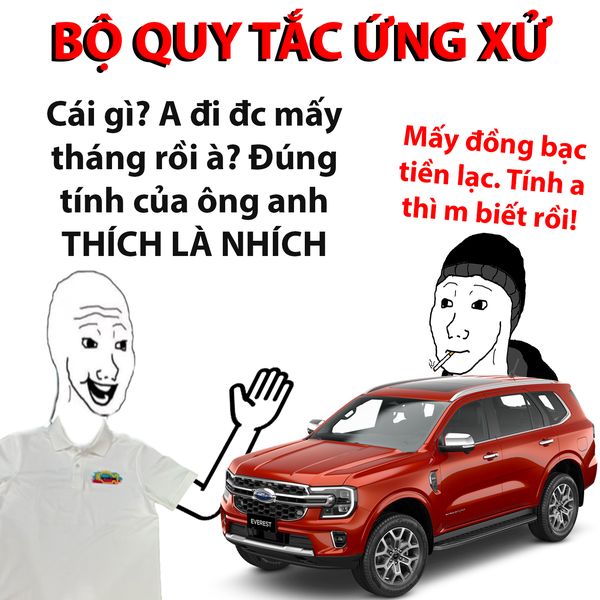 BỘ QUY TẮC ỨNG XỬ
Cái gì? A đi đc mấy
tháng rồi à? Đúng
tính của ông anh
THÍCH LÀ NHÍCH
Mấy đồng bạc
tiền lạc. Tính a
thì m biết rồi!
EVEREST